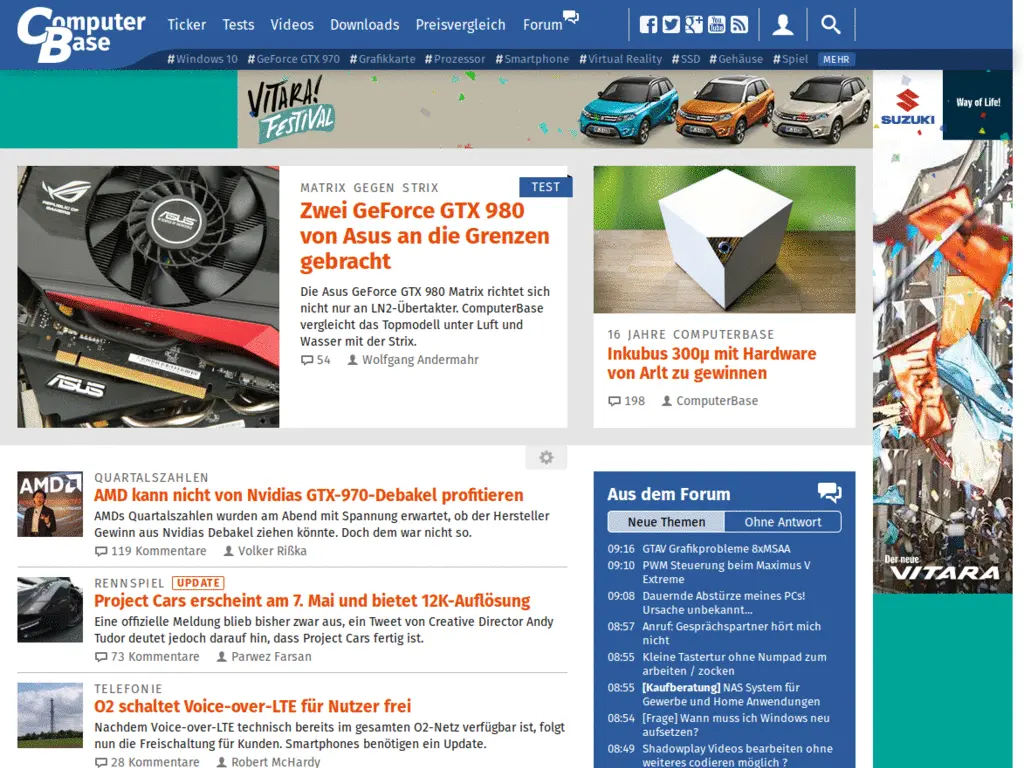 ComputerBase
Ticker Tests Videos Downloads Preisvergleich Forum
#Windows 10 #GeForce GTX 970 #Grafikkarte #Prozessor #Smartphone #Virtual Reality #SSD #Gehäuse #Spiel MEHR
VITARA!
FESTIVAL
SUZUKI
Way of Life!
REPUBLIC OF
GAMERS
ASUS
ASUS
MATRIX GEGEN STRIX
TEST
Zwei GeForce GTX 980
von Asus an die Grenzen
gebracht
Die Asus GeForce GTX 980 Matrix richtet sich
nicht nur an LN2-Übertakter. ComputerBase
vergleicht das Topmodell unter Luft und
Wasser mit der Strix.
54 Wolfgang Andermahr
16 JAHRE COMPUTERBASE
Inkubus 300µ mit Hardware
von Arlt zu gewinnen
198 ComputerBase
AMD
QUARTALSZAHLEN
AMD kann nicht von Nvidias GTX-970-Debakel profitieren
AMDs Quartalszahlen wurden am Abend mit Spannung erwartet, ob der Hersteller
Gewinn aus Nvidias Debakel ziehen könnte. Doch dem war nicht so.
119 Kommentare Volker Rißka
RENNSPIEL UPDATE
Project Cars erscheint am 7. Mai und bietet 12K-Auflösung
Eine offizielle Meldung blieb bisher zwar aus, ein Tweet von Creative Director Andy
Tudor deutet jedoch darauf hin, dass Project Cars fertig ist.
73 Kommentare Parwez Farsan
TELEFONIE
O2 schaltet Voice-over-LTE für Nutzer frei
Nachdem Voice-over-LTE technisch bereits im gesamten O2-Netz verfügbar ist, folgt
nun die Freischaltung für Kunden. Smartphones benötigen ein Update.
28 Kommentare Robert McHardy
Aus dem Forum
Neue Themen Ohne Antwort
09:16 GTAV Grafikprobleme 8xMSAA
09:10 PWM Steuerung beim Maximus V
Extreme
09:08 Dauernde Abstürze meines PCs!
Ursache unbekannt...
08:57 Anruf: Gesprächspartner hört mich
nicht
08:55 Kleine Tastertur ohne Numpad zum
arbeiten / zocken
08:55 [Kaufberatung] NAS System für
Gewerbe und Home Anwendungen
08:54 [Frage] Wann muss ich Windows neu
aufsetzen?
08:49 Shadowplay Videos bearbeiten ohne
weiteres codieren möglich ?
Der neue
VITARA